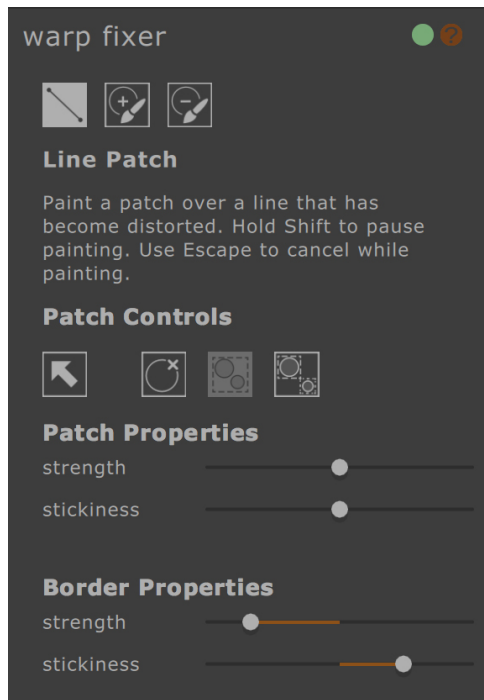 warp fixer
?
Line Patch
Paint a patch over a line that has
become distorted. Hold Shift to pause
painting. Use Escape to cancel while
painting.
Patch Controls
Patch Properties
strength
stickiness
Border Properties
strength
stickiness